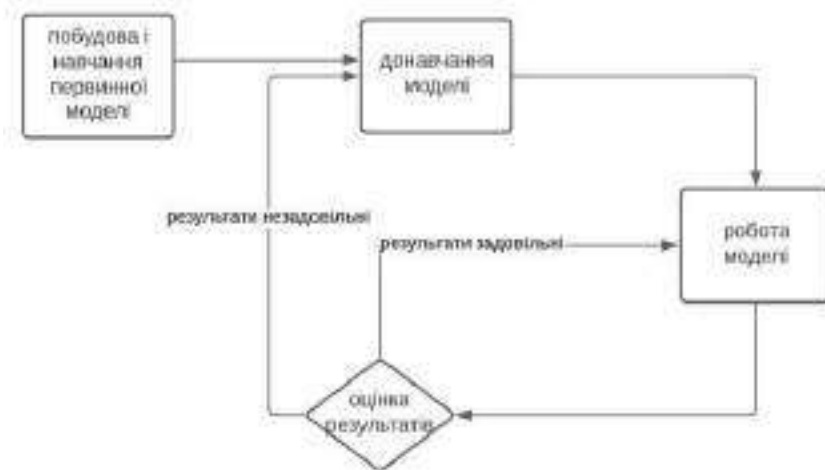 побудова і
навчання
первинної
моделі
донавчання
моделі
результати незадовільні
результати задовільні
робота
моделі
оцінка
результатів